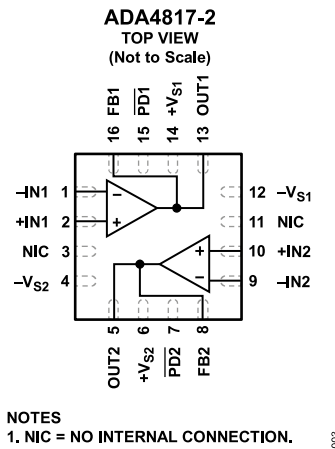 ADA4817-2
TOP VIEW
(Not to Scale)
16 FB1
15 PD1
14 +VS1
13 OUT1
–IN1 1
+IN1 2
NIC 3
–VS2 4
12 –VS1
11 NIC
10 +IN2
9 –IN2
–
+
+
–
5 OUT2
6 +VS2
7 PD2
8 FB2
NOTES
1. NIC = NO INTERNAL CONNECTION.